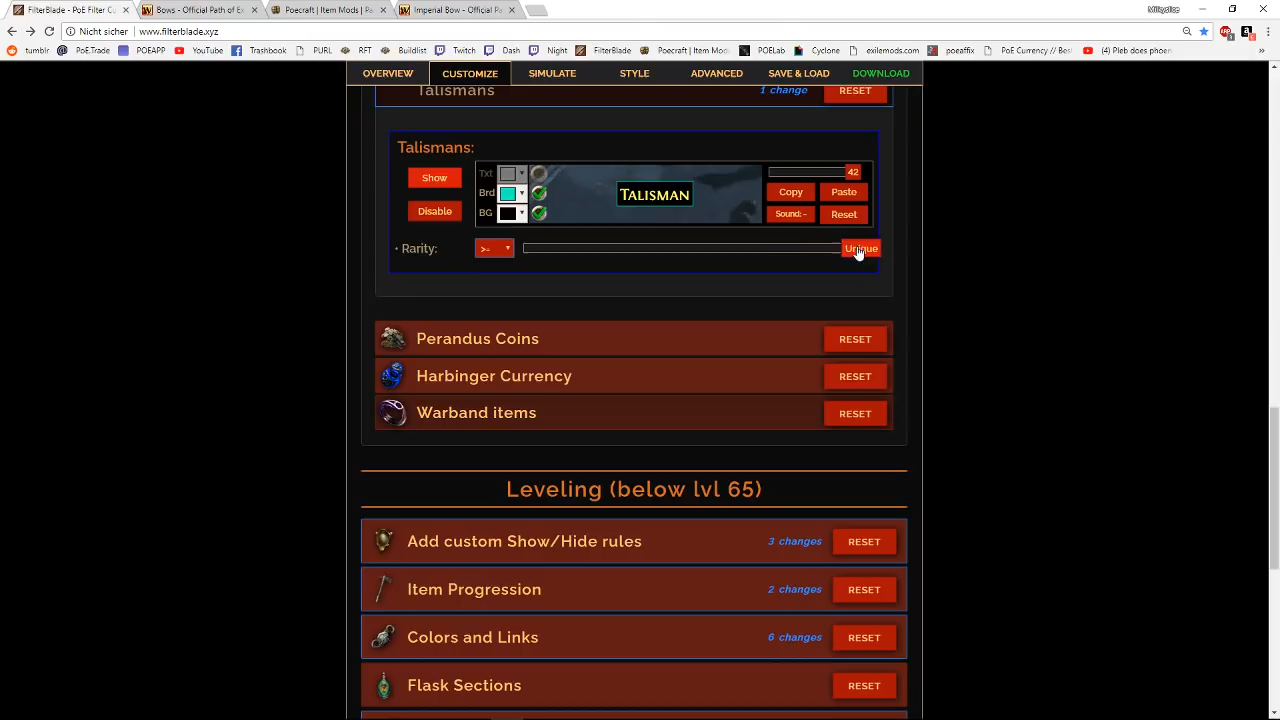 FilterBlade - PoE Filter Cu
Bows - Official Path of Ex
Poecraft | Item Mods | Pa
Imperial Bow - Official Pa
Nicht sicher | www.filterblade.xyz
tumblr PoE.Trade POEAPP YouTube Trashbook PURL RFT Buildlist Twitch Dash Night FilterBlade Poecraft | Item Mods POELab Cyclone exilemods.com poeaffix PoE Currency // Best (4) Pleb does phoen
OVERVIEW CUSTOMIZE SIMULATE STYLE ADVANCED SAVE & LOAD DOWNLOAD
Talismans 1 change RESET
Talismans:
Show
Disable
Txt
Brd
BG
TALISMAN
42
Copy Paste
Sound: - Reset
• Rarity: >= Unique
Perandus Coins RESET
Harbinger Currency RESET
Warband items RESET
Leveling (below lvl 65)
Add custom Show/Hide rules 3 changes RESET
Item Progression 2 changes RESET
Colors and Links 6 changes RESET
Flask Sections RESET